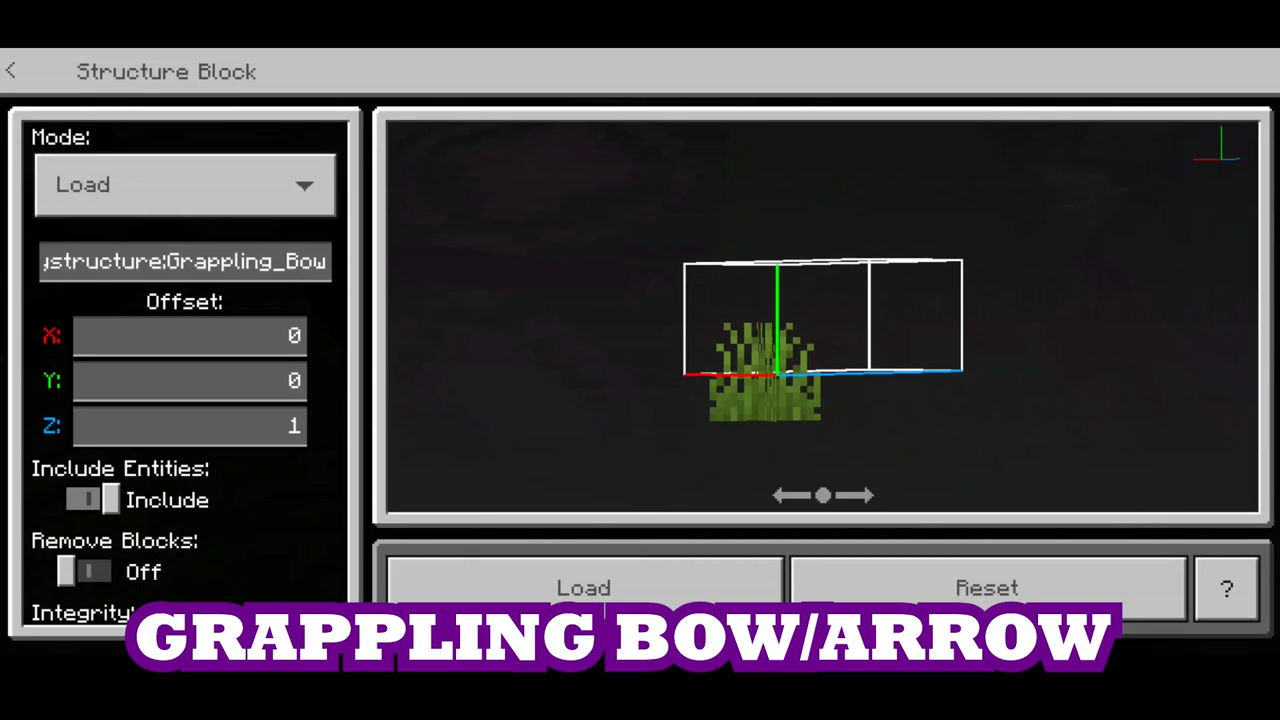 Structure Block
Mode:
Load
ystructure:Grappling_Bow
Offset:
X: 0
Y: 0
Z: 1
Include Entities:
Include
Remove Blocks:
Off
Integrity:
Load
Reset
?
GRAPPLING BOW/ARROW